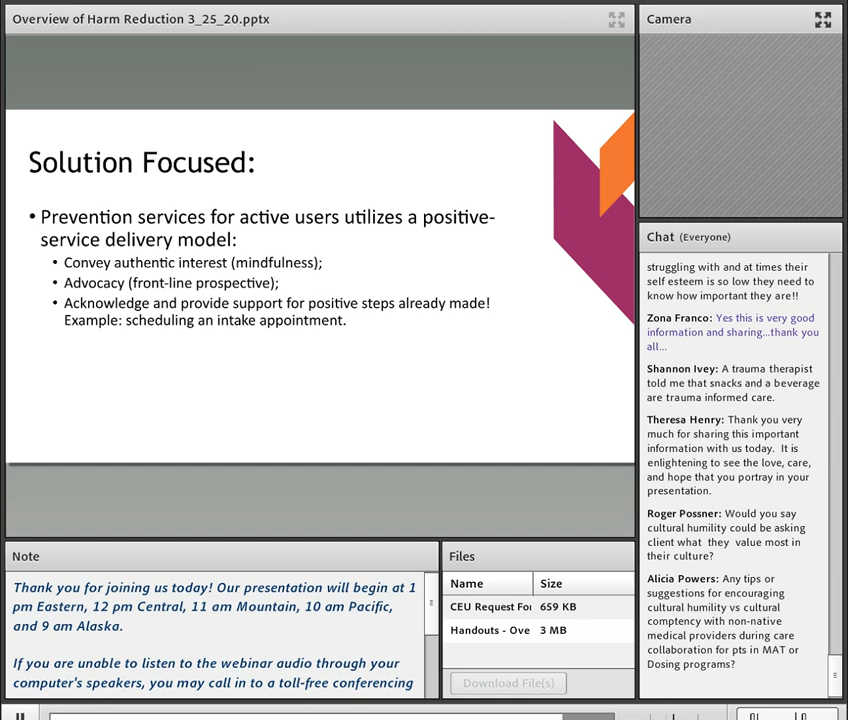 Overview of Harm Reduction 3_25_20.pptx
Solution Focused:
• Prevention services for active users utilizes a positive-
service delivery model:
• Convey authentic interest (mindfulness);
• Advocacy (front-line prospective);
• Acknowledge and provide support for positive steps already made!
Example: scheduling an intake appointment.
Note
Thank you for joining us today! Our presentation will begin at 1
pm Eastern, 12 pm Central, 11 am Mountain, 10 am Pacific,
and 9 am Alaska.
If you are unable to listen to the webinar audio through your
computer's speakers, you may call in to a toll-free conferencing
Files
Name Size
CEU Request For 659 KB
Handouts - Ove 3 MB
Download File(s)
Camera
Chat (Everyone)
struggling with and at times their
self esteem is so low they need to
know how important they are!!
Zona Franco: Yes this is very good
information and sharing...thank you
all...
Shannon Ivey: A trauma therapist
told me that snacks and a beverage
are trauma informed care.
Theresa Henry: Thank you very
much for sharing this important
information with us today. It is
enlightening to see the love, care,
and hope that you portray in your
presentation.
Roger Possner: Would you say
cultural humility could be asking
client what they value most in
their culture?
Alicia Powers: Any tips or
suggestions for encouraging
cultural humility vs cultural
comptency with non-native
medical providers during care
collaboration for pts in MAT or
Dosing programs?